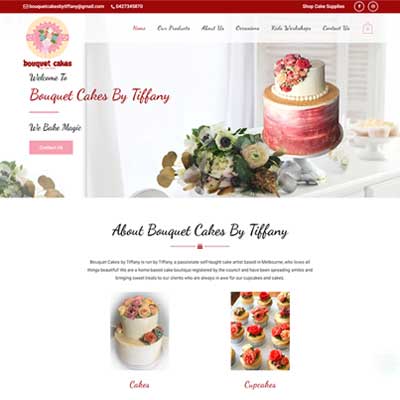 bouquetcakesbytiffany@gmail.com 0427345870 Shop Cake Supplies
bouquet cakes
Home Our Products About Us Occasions Kids Workshops Contact Us 0
Welcome To
Bouquet Cakes By Tiffany
We Bake Magic
Contact Us
About Bouquet Cakes By Tiffany
Bouquet Cakes by Tiffany is run by Tiffany, a passionate self-taught cake artist based in Melbourne, who loves all
things beautiful! We are a home-based cake boutique registered by the council and have been spreading smiles and
bringing sweet treats to our clients who are always in awe for our cupcakes and cakes.
Cakes Cupcakes